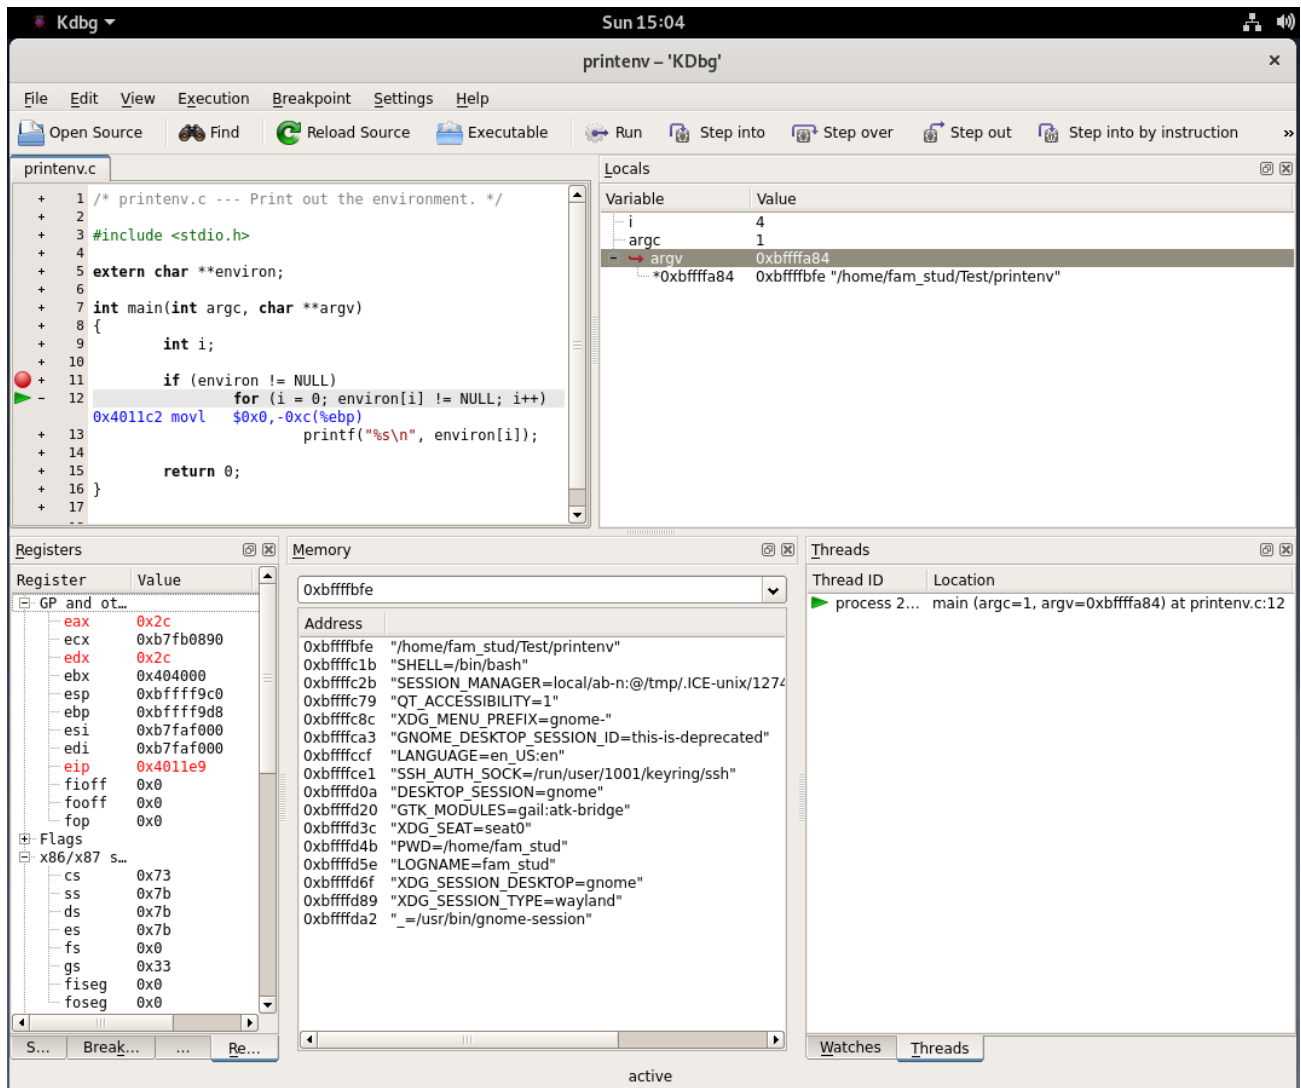 Kdbg
Sun 15:04
printenv – 'KDbg'
File Edit View Execution Breakpoint Settings Help
Open Source Find Reload Source Executable Run Step into Step over Step out Step into by instruction »
printenv.c
+ 1 /* printenv.c --- Print out the environment. */
+ 2
+ 3 #include <stdio.h>
+ 4
+ 5 extern char **environ;
+ 6
+ 7 int main(int argc, char **argv)
+ 8 {
+ 9 int i;
+ 10
+ 11 if (environ != NULL)
- 12 for (i = 0; environ[i] != NULL; i++)
0x4011c2 movl $0x0,-0xc(%ebp)
+ 13 printf("%s\n", environ[i]);
+ 14
+ 15 return 0;
+ 16 }
+ 17
Locals
Variable Value
i 4
argc 1
argv 0xbffffa84
*0xbffffa84 0xbffffbfe "/home/fam_stud/Test/printenv"
Registers
Register Value
GP and ot...
eax 0x2c
ecx 0xb7fb0890
edx 0x2c
ebx 0x404000
esp 0xbffff9c0
ebp 0xbffff9d8
esi 0xb7faf000
edi 0xb7faf000
eip 0x4011e9
fioff 0x0
fooff 0x0
fop 0x0
Flags
x86/x87 s...
cs 0x73
ss 0x7b
ds 0x7b
es 0x7b
fs 0x0
gs 0x33
fiseg 0x0
foseg 0x0
S... Break... ... Re...
Memory
0xbffffbfe
Address
0xbffffbfe "/home/fam_stud/Test/printenv"
0xbffffc1b "SHELL=/bin/bash"
0xbffffc2b "SESSION_MANAGER=local/ab-n:@/tmp/.ICE-unix/1274
0xbffffc79 "QT_ACCESSIBILITY=1"
0xbffffc8c "XDG_MENU_PREFIX=gnome-"
0xbffffca3 "GNOME_DESKTOP_SESSION_ID=this-is-deprecated"
0xbffffccf "LANGUAGE=en_US:en"
0xbffffce1 "SSH_AUTH_SOCK=/run/user/1001/keyring/ssh"
0xbffffd0a "DESKTOP_SESSION=gnome"
0xbffffd20 "GTK_MODULES=gail:atk-bridge"
0xbffffd3c "XDG_SEAT=seat0"
0xbffffd4b "PWD=/home/fam_stud"
0xbffffd5e "LOGNAME=fam_stud"
0xbffffd6f "XDG_SESSION_DESKTOP=gnome"
0xbffffd89 "XDG_SESSION_TYPE=wayland"
0xbffffda2 "_=/usr/bin/gnome-session"
Threads
Thread ID Location
process 2... main (argc=1, argv=0xbffffa84) at printenv.c:12
Watches Threads
active